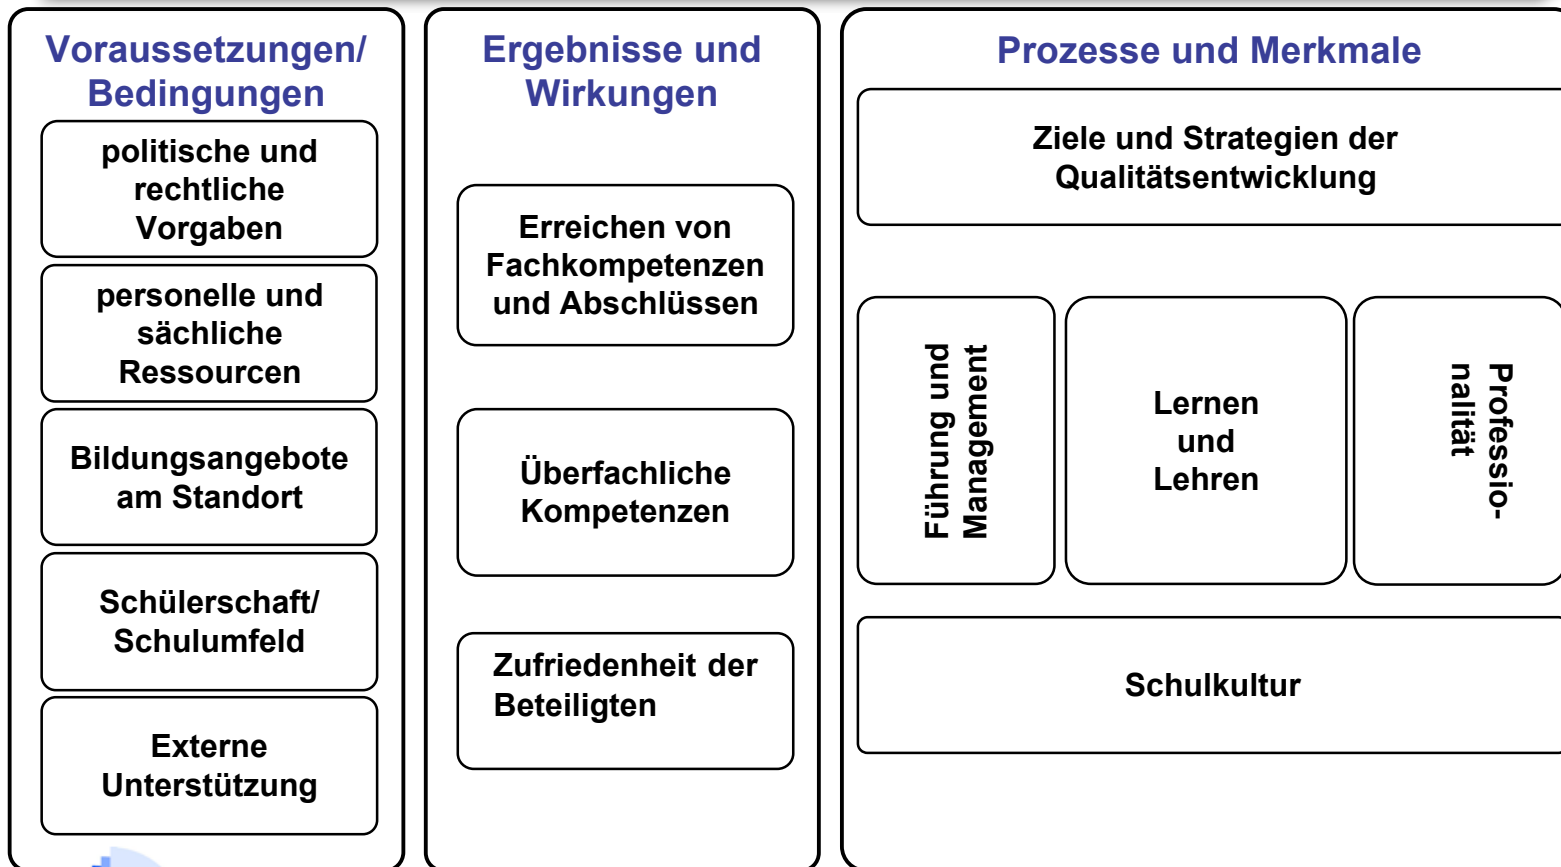 Voraussetzungen/
Bedingungen
politische und
rechtliche
Vorgaben
personelle und
sächliche
Ressourcen
Bildungsangebote
am Standort
Schülerschaft/
Schulumfeld
Externe
Unterstützung
Ergebnisse und
Wirkungen
Erreichen von
Fachkompetenzen
und Abschlüssen
Überfachliche
Kompetenzen
Zufriedenheit der
Beteiligten
Prozesse und Merkmale
Ziele und Strategien der
Qualitätsentwicklung
Führung und
Management
Lernen
und
Lehren
Professio-
nalität
Schulkultur